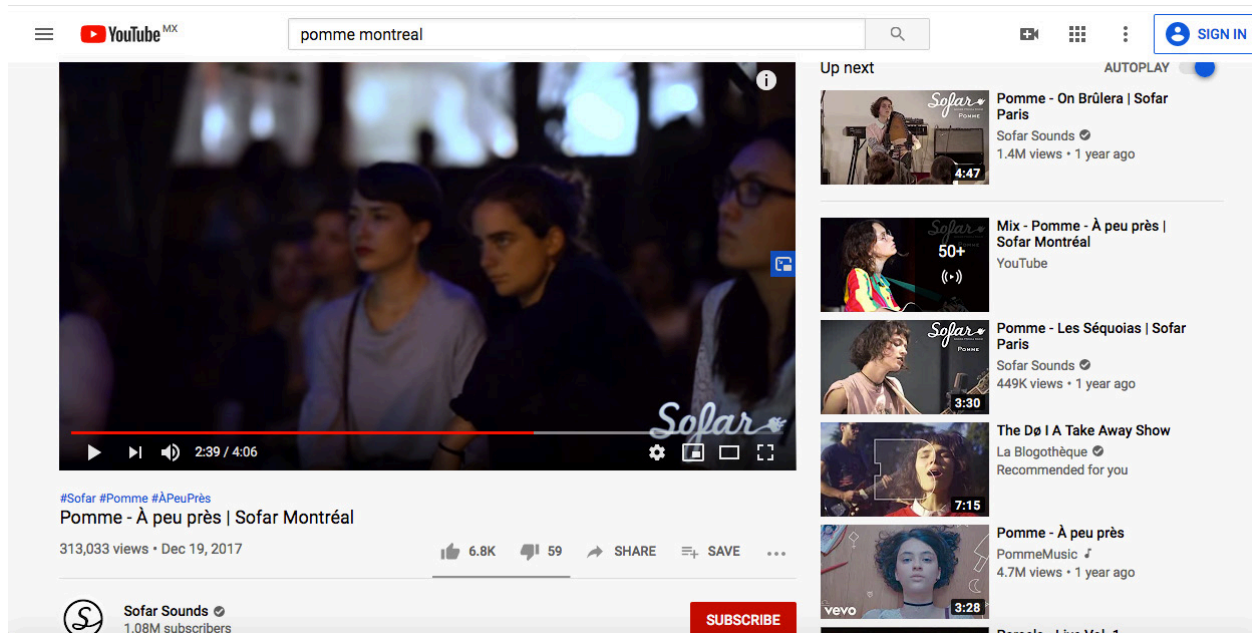 YouTube MX
pomme montreal
SIGN IN
i
Sofar
2:39 / 4:06
#Sofar #Pomme #ÀPeuPrès
Pomme - À peu près | Sofar Montréal
313,033 views • Dec 19, 2017
6.8K
59
SHARE
SAVE
S
Sofar Sounds
1.08M subscribers
SUBSCRIBE
Up next
AUTOPLAY
Sofar
POMME
4:47
Pomme - On Brûlera | Sofar
Paris
Sofar Sounds
1.4M views • 1 year ago
Sofar
POMME
50+
Mix - Pomme - À peu près |
Sofar Montréal
YouTube
Sofar
POMME
3:30
Pomme - Les Séquoias | Sofar
Paris
Sofar Sounds
449K views • 1 year ago
7:15
The Dø I A Take Away Show
La Blogothèque
Recommended for you
vevo
3:28
Pomme - À peu près
PommeMusic
4.7M views • 1 year ago